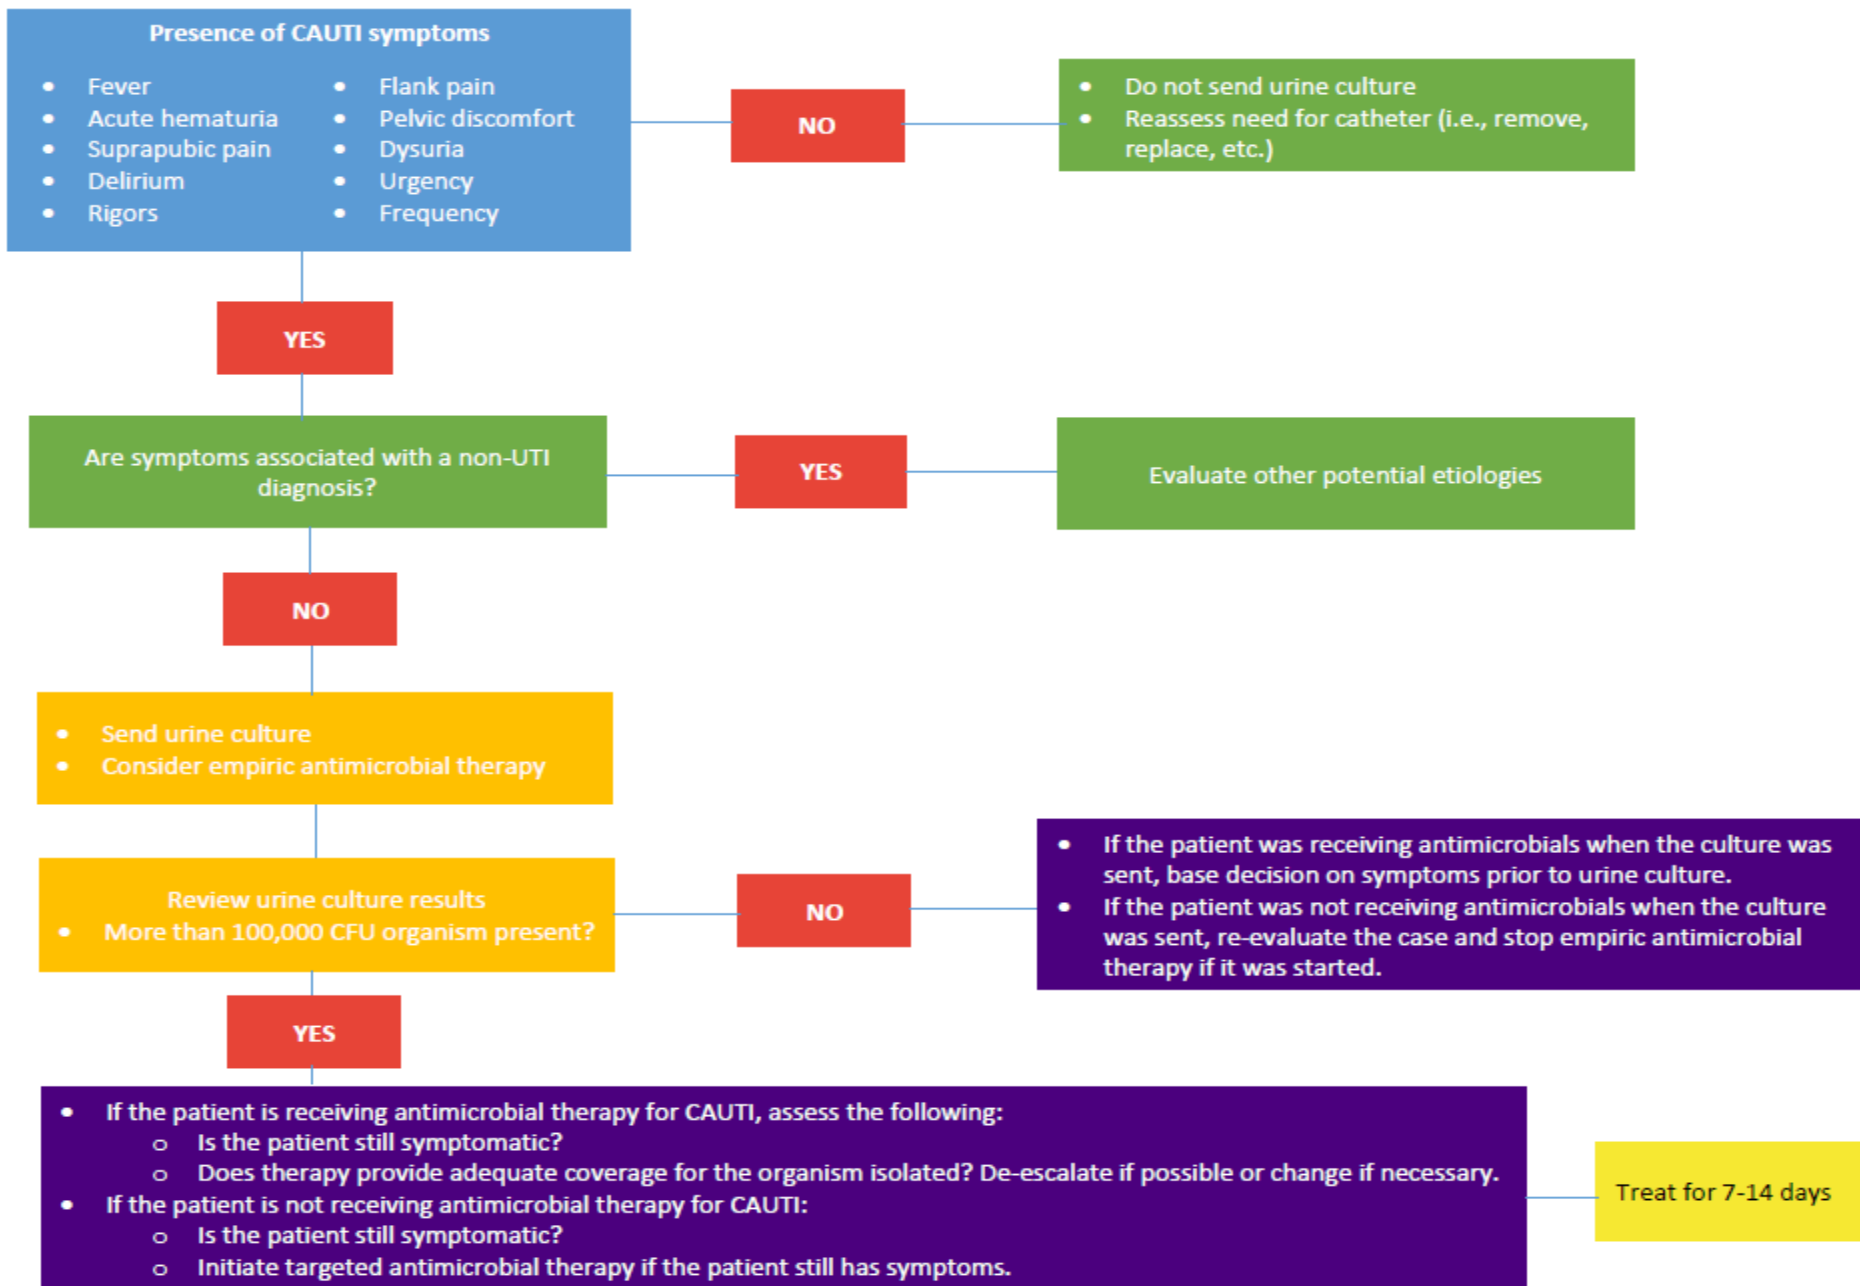 Presence of CAUTI symptoms
• Fever
• Acute hematuria
• Suprapubic pain
• Delirium
• Rigors
• Flank pain
• Pelvic discomfort
• Dysuria
• Urgency
• Frequency
NO
• Do not send urine culture
• Reassess need for catheter (i.e., remove,
replace, etc.)
YES
Are symptoms associated with a non-UTI
diagnosis?
YES
Evaluate other potential etiologies
NO
• Send urine culture
• Consider empiric antimicrobial therapy
Review urine culture results
• More than 100,000 CFU organism present?
NO
• If the patient was receiving antimicrobials when the culture was
sent, base decision on symptoms prior to urine culture.
• If the patient was not receiving antimicrobials when the culture
was sent, re-evaluate the case and stop empiric antimicrobial
therapy if it was started.
YES
• If the patient is receiving antimicrobial therapy for CAUTI, assess the following:
o Is the patient still symptomatic?
o Does therapy provide adequate coverage for the organism isolated? De-escalate if possible or change if necessary.
• If the patient is not receiving antimicrobial therapy for CAUTI:
o Is the patient still symptomatic?
o Initiate targeted antimicrobial therapy if the patient still has symptoms.
Treat for 7-14 days